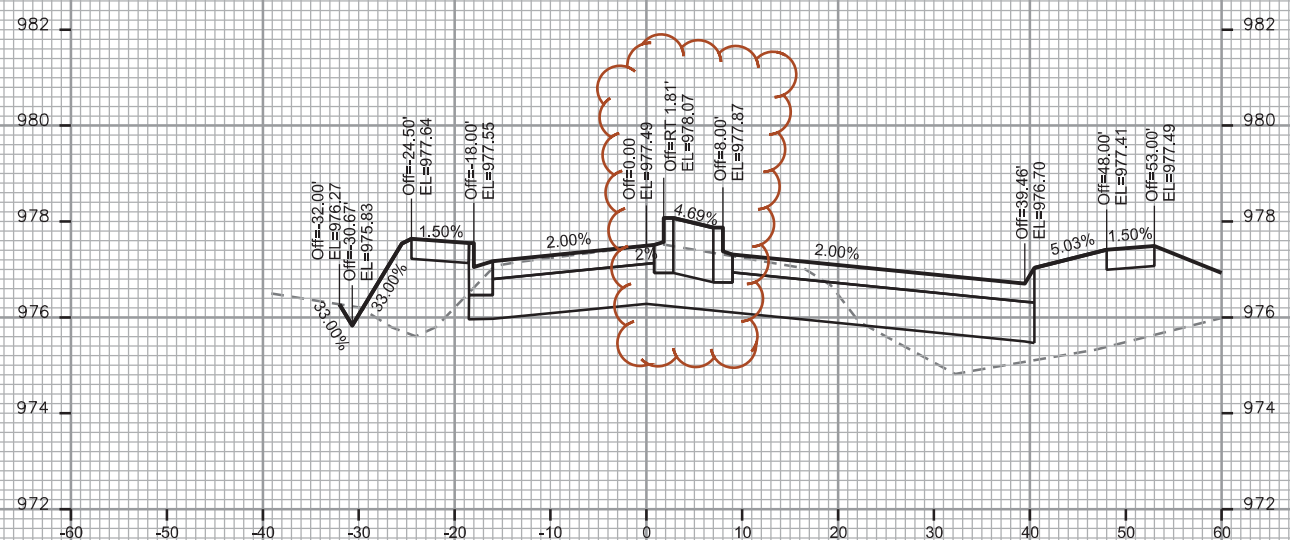 982
982
980
980
978
978
976
976
974
974
972
972
Off=-32.00'
EL=976.27
Off=-30.67'
EL=975.83
Off=-24.50'
EL=977.64
Off=-18.00'
EL=977.55
Off=0.00
EL=977.49
Off=RT 1.81'
EL=978.07
Off=8.00'
EL=977.87
Off=39.46'
EL=976.70
Off=48.00'
EL=977.41
Off=53.00'
EL=977.49
33.00%
33.00%
1.50%
2.00%
2%
4.69%
2.00%
5.03%
1.50%
-60
-50
-40
-30
-20
-10
0
10
20
30
40
50
60